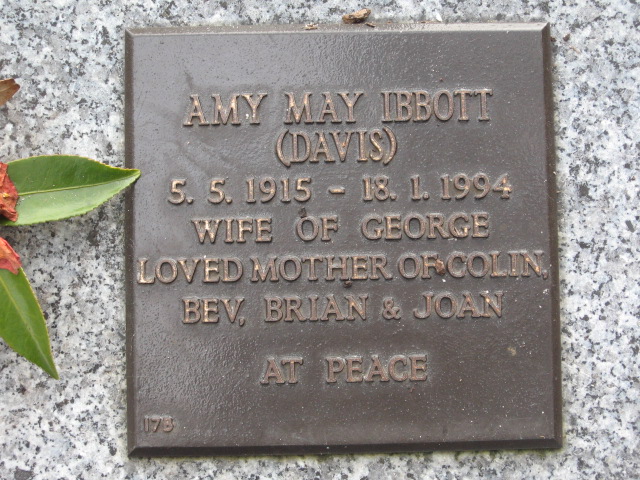 AMY MAY IBBOTT
(DAVIS)
5. 5. 1915 - 18. 1. 1994
WIFE OF GEORGE
LOVED MOTHER OF COLIN,
BEV, BRIAN & JOAN
AT PEACE